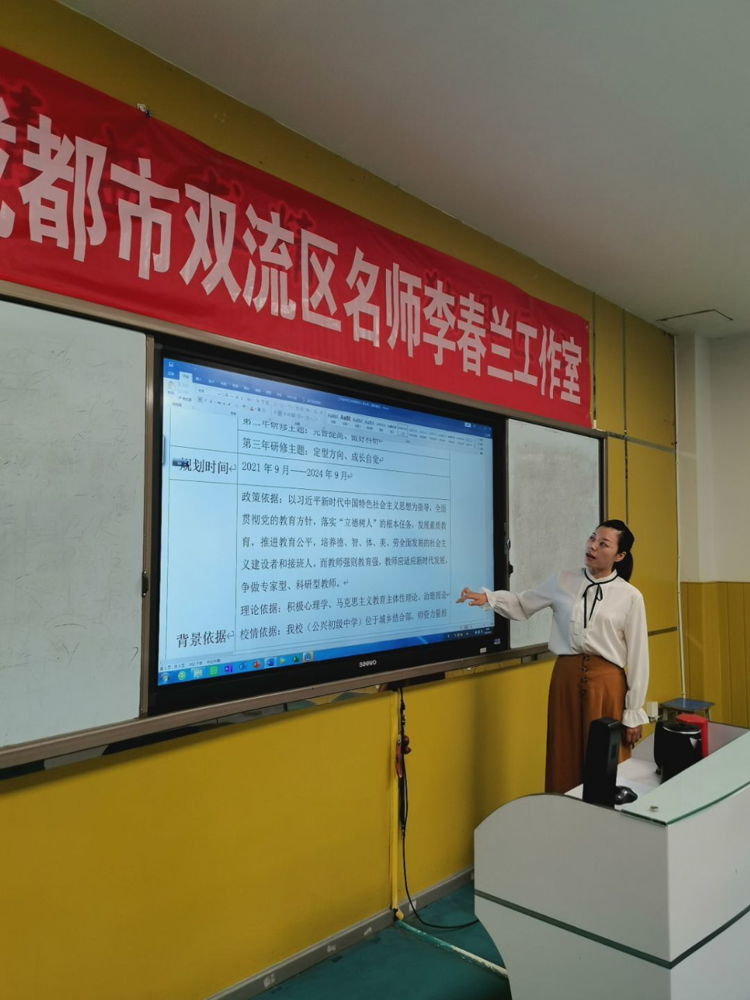 都市双流区名师李春兰工作室
第三年研修主题：定型方向、成长自觉
规划时间
2021 年 9 月——2024 年 9 月
政策依据：以习近平新时代中国特色社会主义思想为指导，全面
贯彻党的教育方针，落实“立德树人”的根本任务，发展素质教
育，推进教育公平，培养德、智、体、美、劳全面发展的社会主
义建设者和接班人。而教师强则教育强，教师应适应新时代发展，
争做专家型、科研型教师。
理论依据：积极心理学、马克思主义教育主体性理论、治理理论
背景依据
校情依据：我校（公兴初级中学）位于城乡结合部，师资力量相
seewo